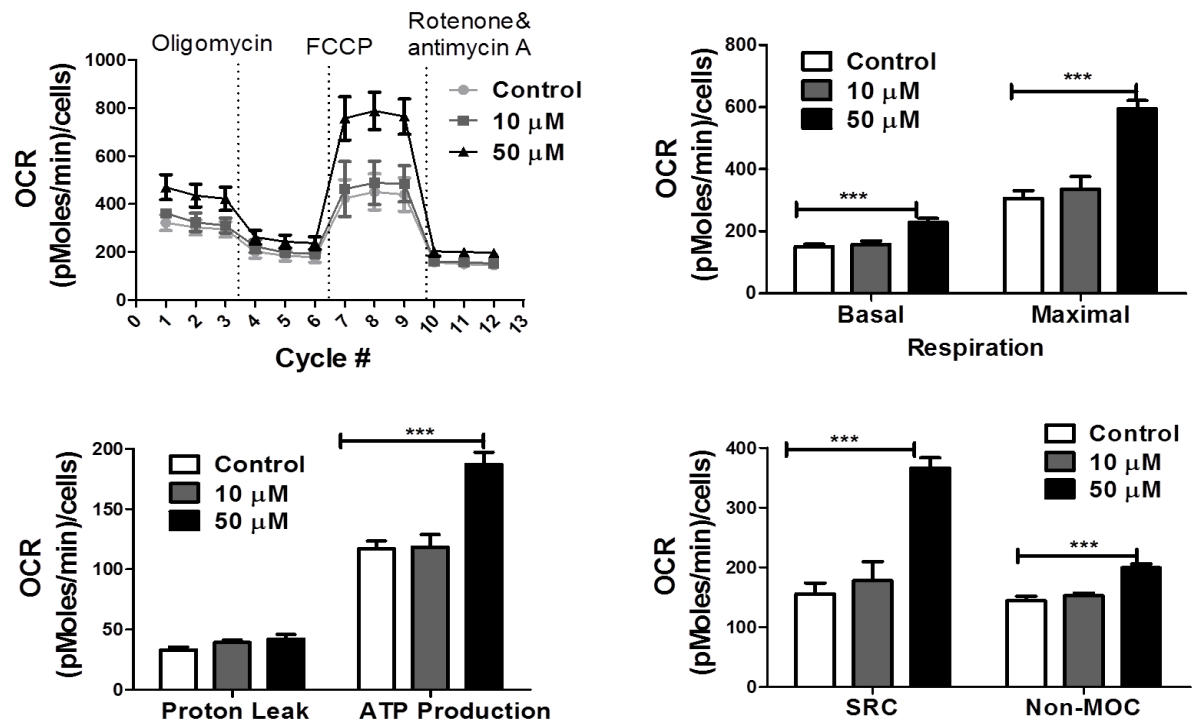 Oligomycin
FCCP
Rotenone&
antimycin A
Control
10 μM
50 μM
OCR
(pMoles/min)/cells)
1000
800
600
400
200
0
0 1 2 3 4 5 6 7 8 9 10 11 12 13
Cycle #
Control
10 μM
50 μM
***
***
OCR
(pMoles/min)/cells)
800
600
400
200
0
Basal
Maximal
Respiration
Control
10 μM
50 μM
***
OCR
(pMoles/min)/cells)
200
150
100
50
0
Proton Leak
ATP Production
Control
10 μM
50 μM
***
***
OCR
(pMoles/min)/cells)
400
300
200
100
0
SRC
Non-MOC